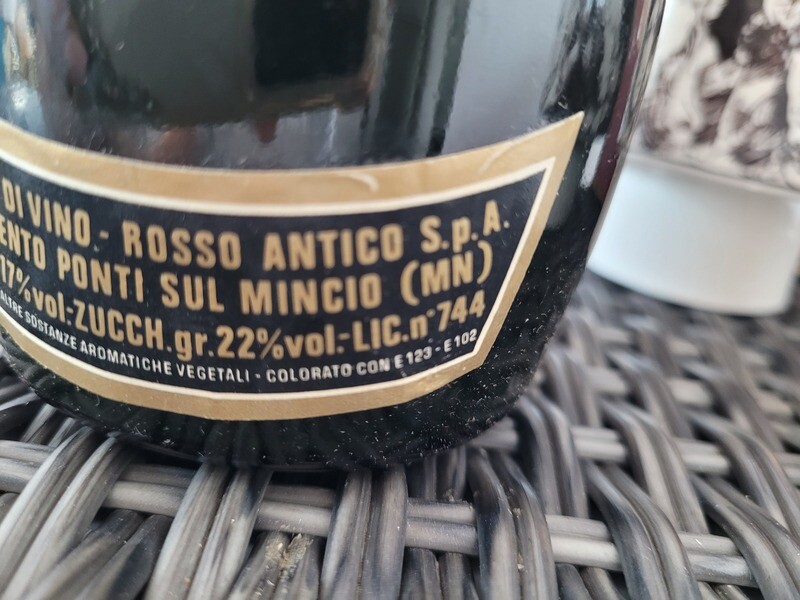 DI VINO - ROSSO ANTICO S.p.A.
ENTO PONTI SUL MINCIO (MN)
17%vol-ZUCCH.gr.22%vol-LIC.n°744
ALTRE SOSTANZE AROMATICHE VEGETALI - COLORATO CON E 123 - E 102